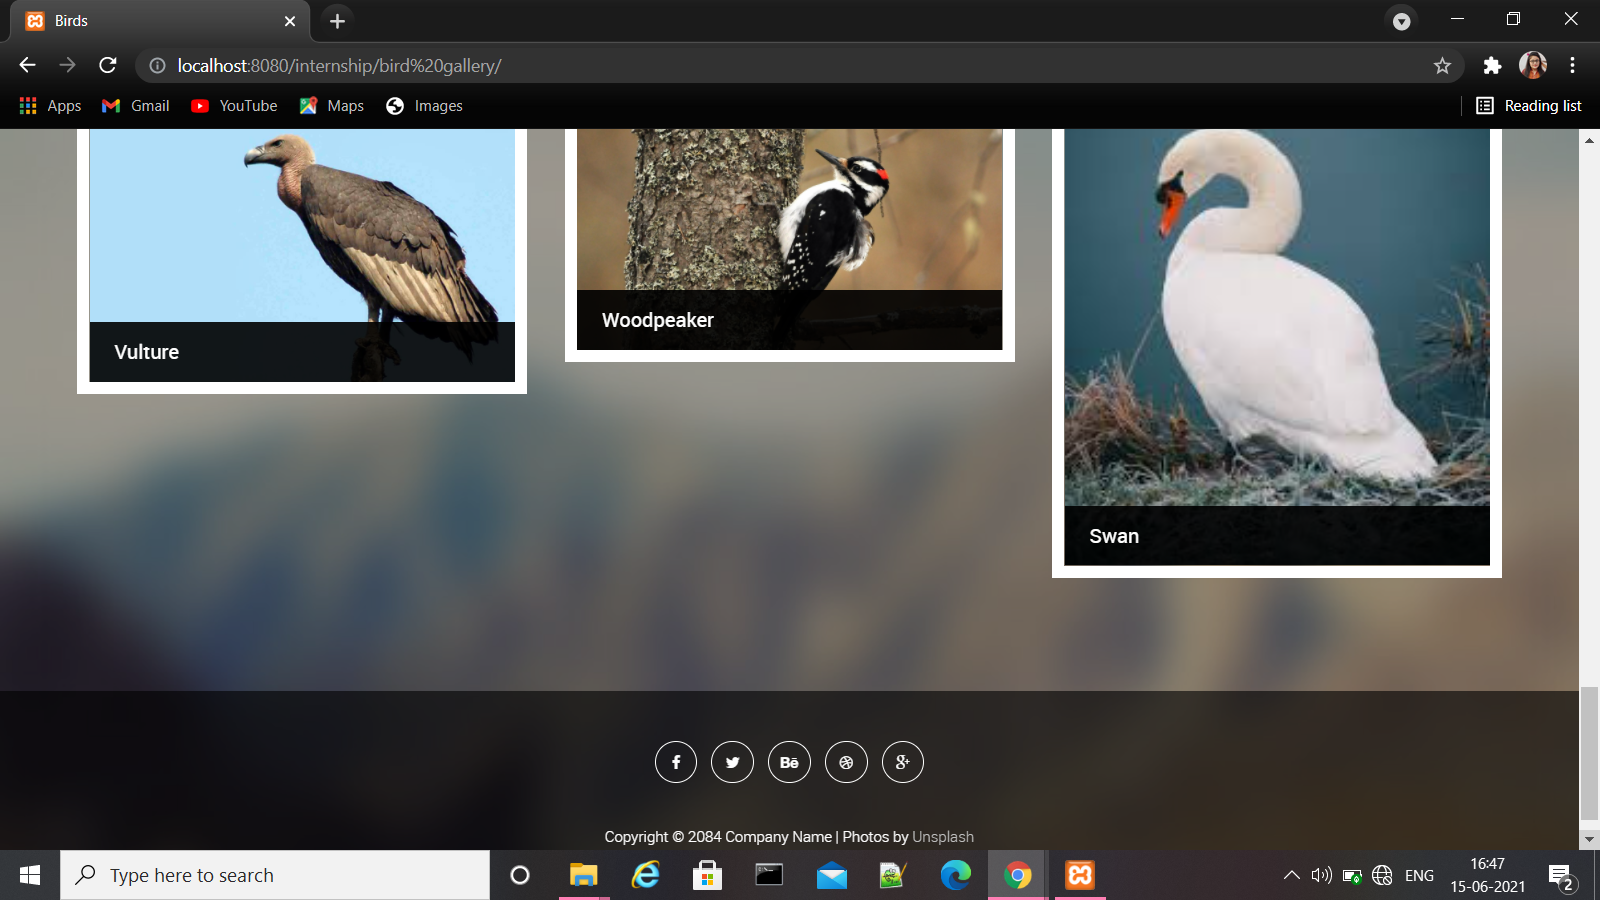 Birds
localhost:8080/internship/bird%20gallery/
Apps Gmail YouTube Maps Images Reading list
Vulture
Woodpeaker
Swan
f Bē g+
Copyright © 2084 Company Name | Photos by Unsplash
Type here to search
ENG
16:47
15-06-2021
2